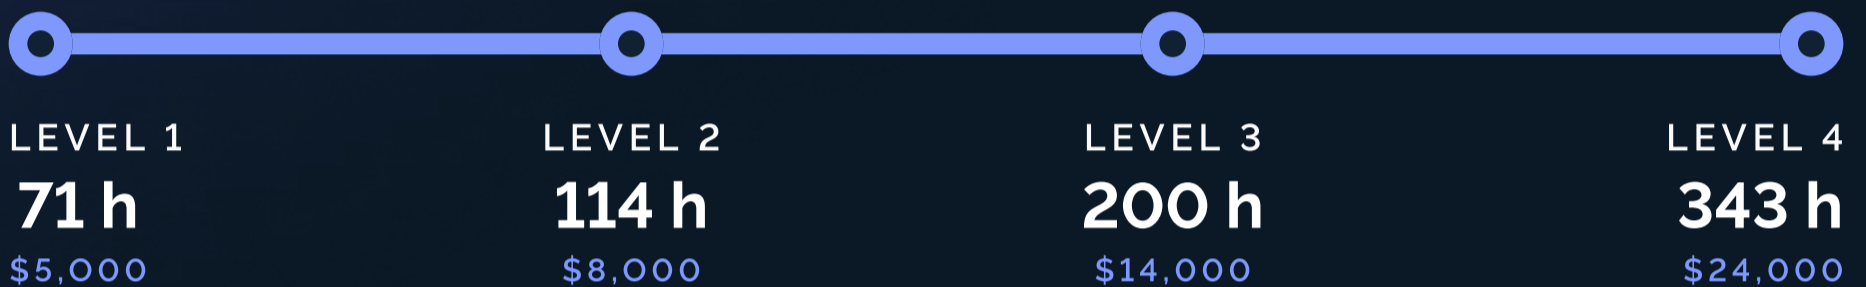 LEVEL 1
71 h
$5,000
LEVEL 2
114 h
$8,000
LEVEL 3
200 h
$14,000
LEVEL 4
343 h
$24,000